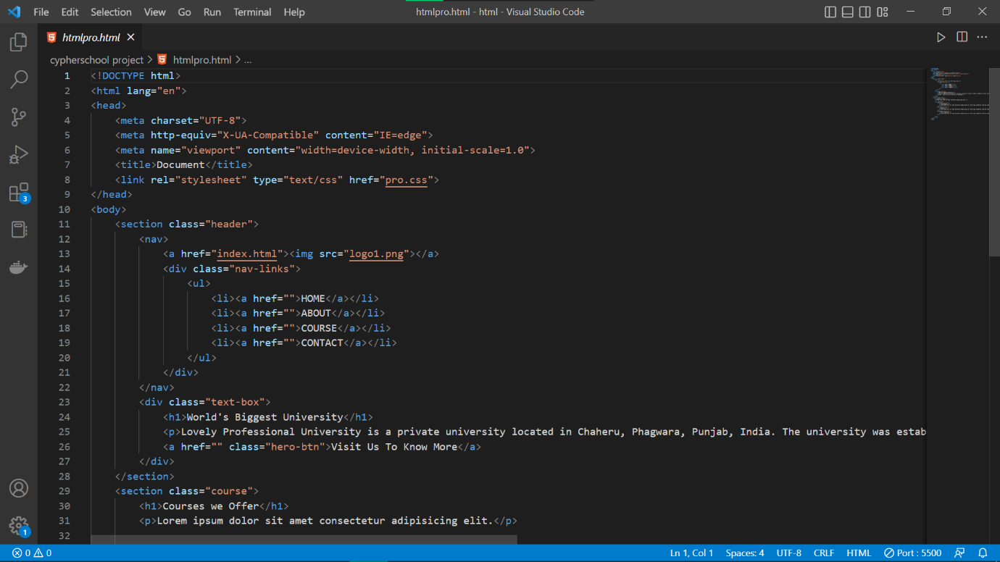 File Edit Selection View Go Run Terminal Help htmlpro.html - html - Visual Studio Code
htmlpro.html
cypherschool project > htmlpro.html > ...
1 <!DOCTYPE html>
2 <html lang="en">
3 <head>
4 <meta charset="UTF-8">
5 <meta http-equiv="X-UA-Compatible" content="IE=edge">
6 <meta name="viewport" content="width=device-width, initial-scale=1.0">
7 <title>Document</title>
8 <link rel="stylesheet" type="text/css" href="pro.css">
9 </head>
10 <body>
11 <section class="header">
12 <nav>
13 <a href="index.html"><img src="logo1.png"></a>
14 <div class="nav-links">
15 <ul>
16 <li><a href="">HOME</a></li>
17 <li><a href="">ABOUT</a></li>
18 <li><a href="">COURSE</a></li>
19 <li><a href="">CONTACT</a></li>
20 </ul>
21 </div>
22 </nav>
23 <div class="text-box">
24 <h1>World's Biggest University</h1>
25 <p>Lovely Professional University is a private university located in Chaheru, Phagwara, Punjab, India. The university was estab
26 <a href="" class="hero-btn">Visit Us To Know More</a>
27 </div>
28 </section>
29 <section class="course">
30 <h1>Courses we Offer</h1>
31 <p>Lorem ipsum dolor sit amet consectetur adipisicing elit.</p>
32
3
1
0 0 Ln 1, Col 1 Spaces: 4 UTF-8 CRLF HTML Port : 5500